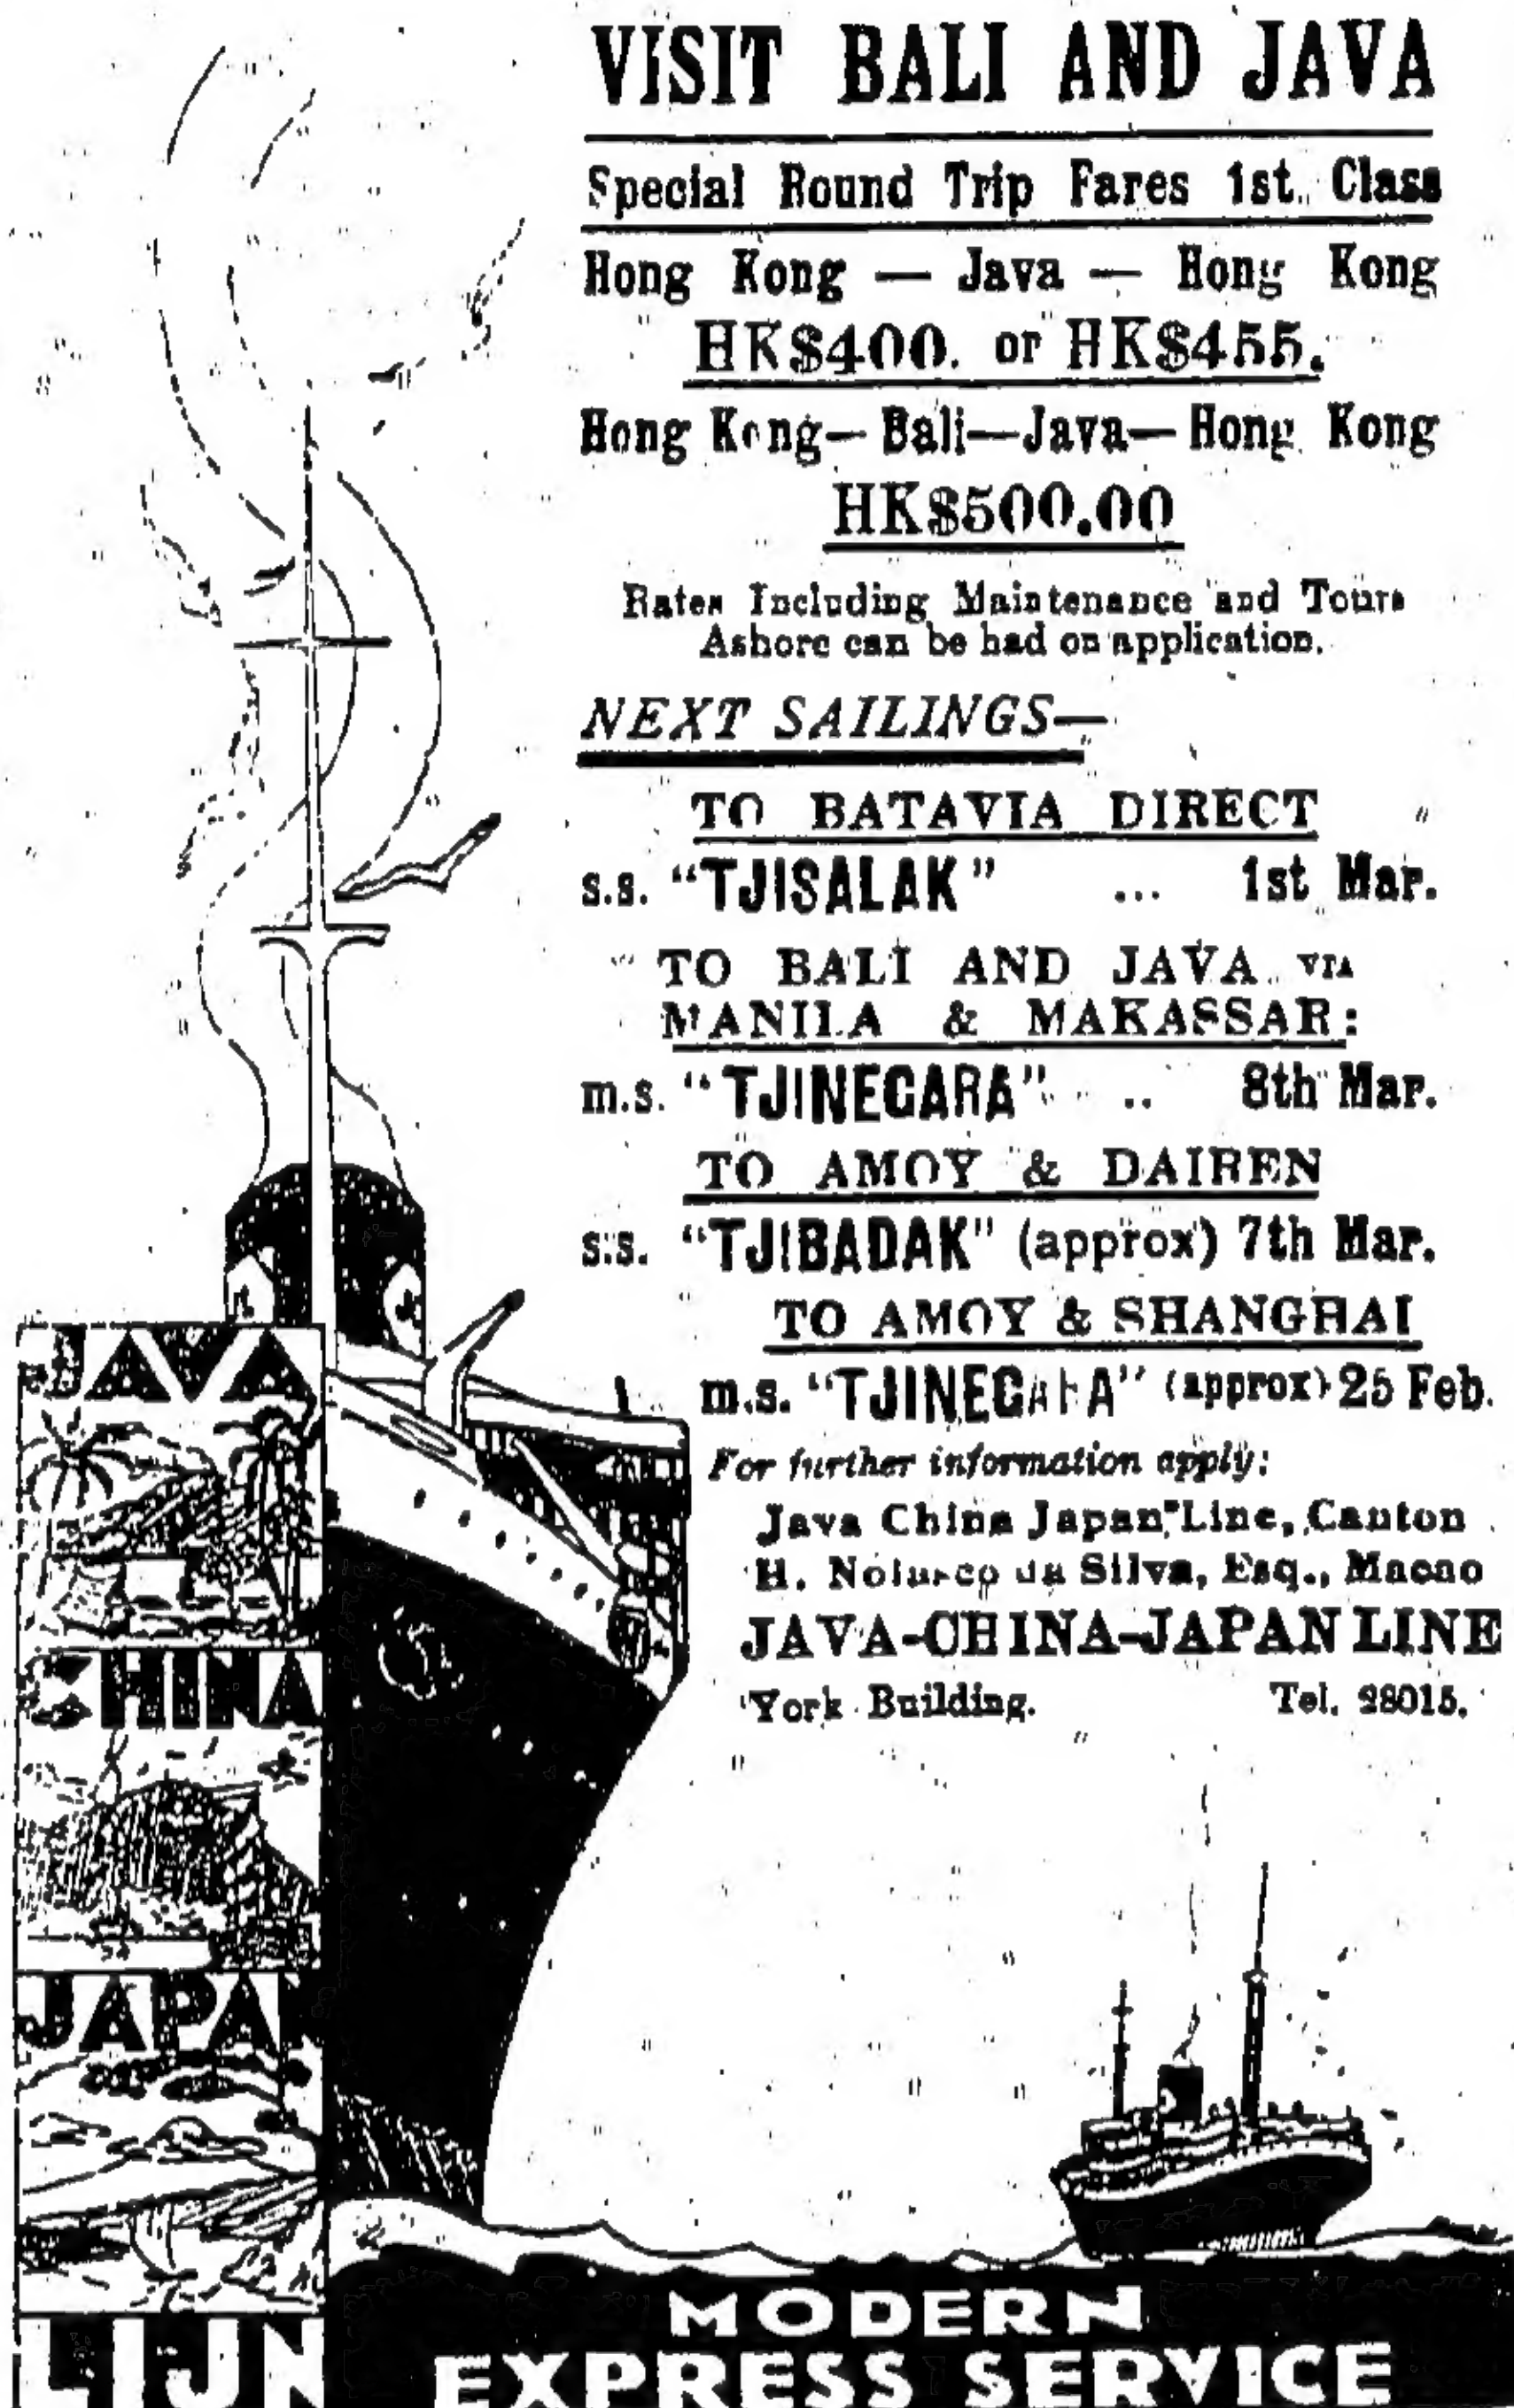 VISIT BALI AND JAVA
Special Round Trip Fares 1st. Class
Hong Kong — Java — Hong Kong
HK$400. or HK$455.
Hong Kong—Bali—Java—Hong Kong
HK$500.00
Rates Including Maintenance and Tours
Ashore can be had on application.
NEXT SAILINGS—
TO BATAVIA DIRECT
s.s. "TJISALAK" ... 1st Mar.
TO BALI AND JAVA VIA
MANILA & MAKASSAR:
m.s. "TJINEGARA" .. 8th Mar.
TO AMOY & DAIREN
s.s. "TJIBADAK" (approx) 7th Mar.
TO AMOY & SHANGHAI
m.s. "TJINEGARA" (approx) 25 Feb.
For further information apply:
Java China Japan Line, Canton
H. da Silva, Esq., Macao
JAVA-CHINA-JAPAN LINE
York Building. Tel. 28015.
JAVA
CHINA
JAPAN
LIJN
MODERN
EXPRESS SERVICE